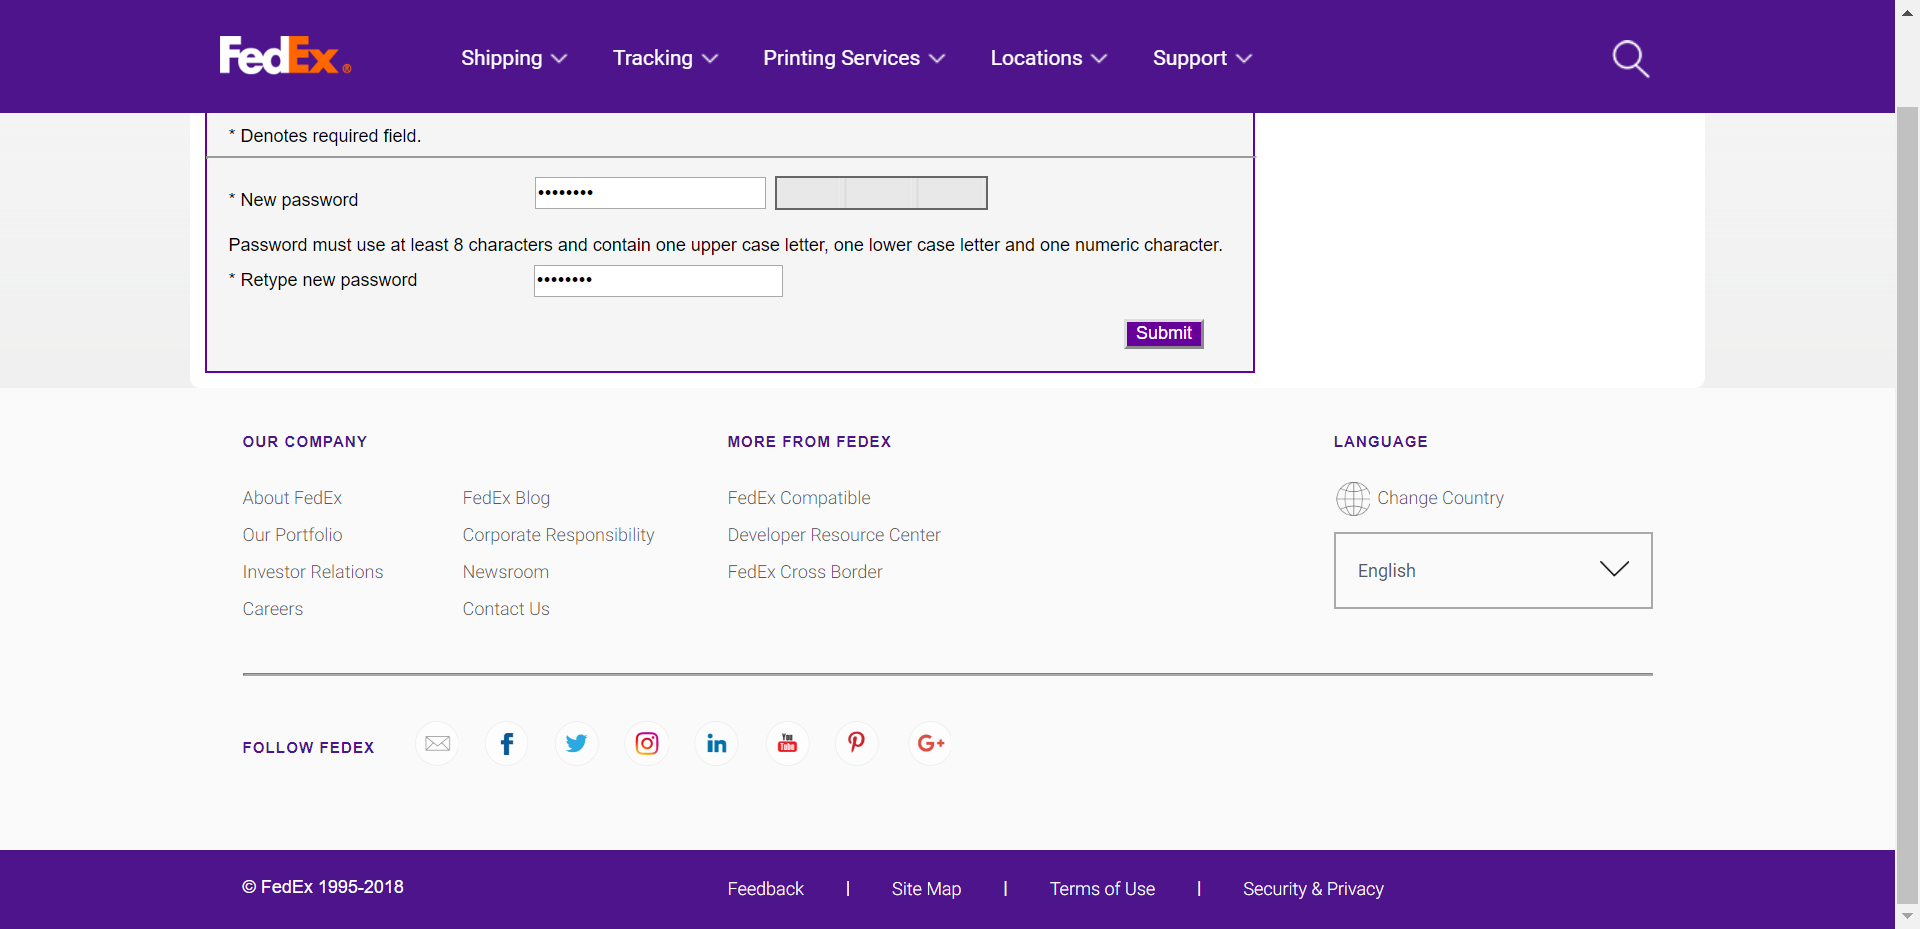 FedEx®
Shipping
Tracking
Printing Services
Locations
Support
* Denotes required field.
* New password
••••••••
Password must use at least 8 characters and contain one upper case letter, one lower case letter and one numeric character.
* Retype new password
••••••••
Submit
OUR COMPANY
About FedEx
Our Portfolio
Investor Relations
Careers
FedEx Blog
Corporate Responsibility
Newsroom
Contact Us
MORE FROM FEDEX
FedEx Compatible
Developer Resource Center
FedEx Cross Border
LANGUAGE
Change Country
English
FOLLOW FEDEX
f
in
You Tube
G+
© FedEx 1995-2018
Feedback | Site Map | Terms of Use | Security & Privacy